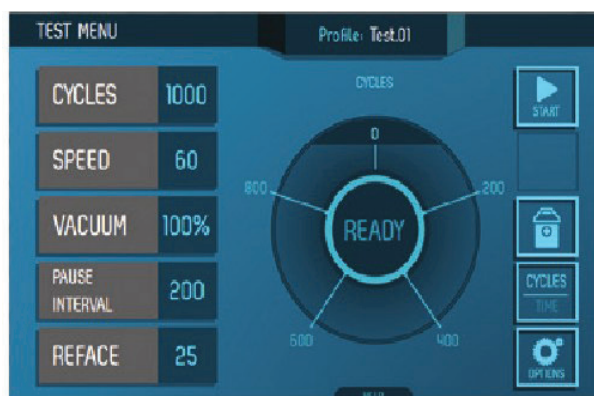 TEST MENU
Profile: Test.01
CYCLES 1000
SPEED 60
VACUUM 100%
PAUSE INTERVAL 200
REFACE 25
CYCLES
0
200
400
600
800
READY
START
CYCLES
TIME
OPTIONS